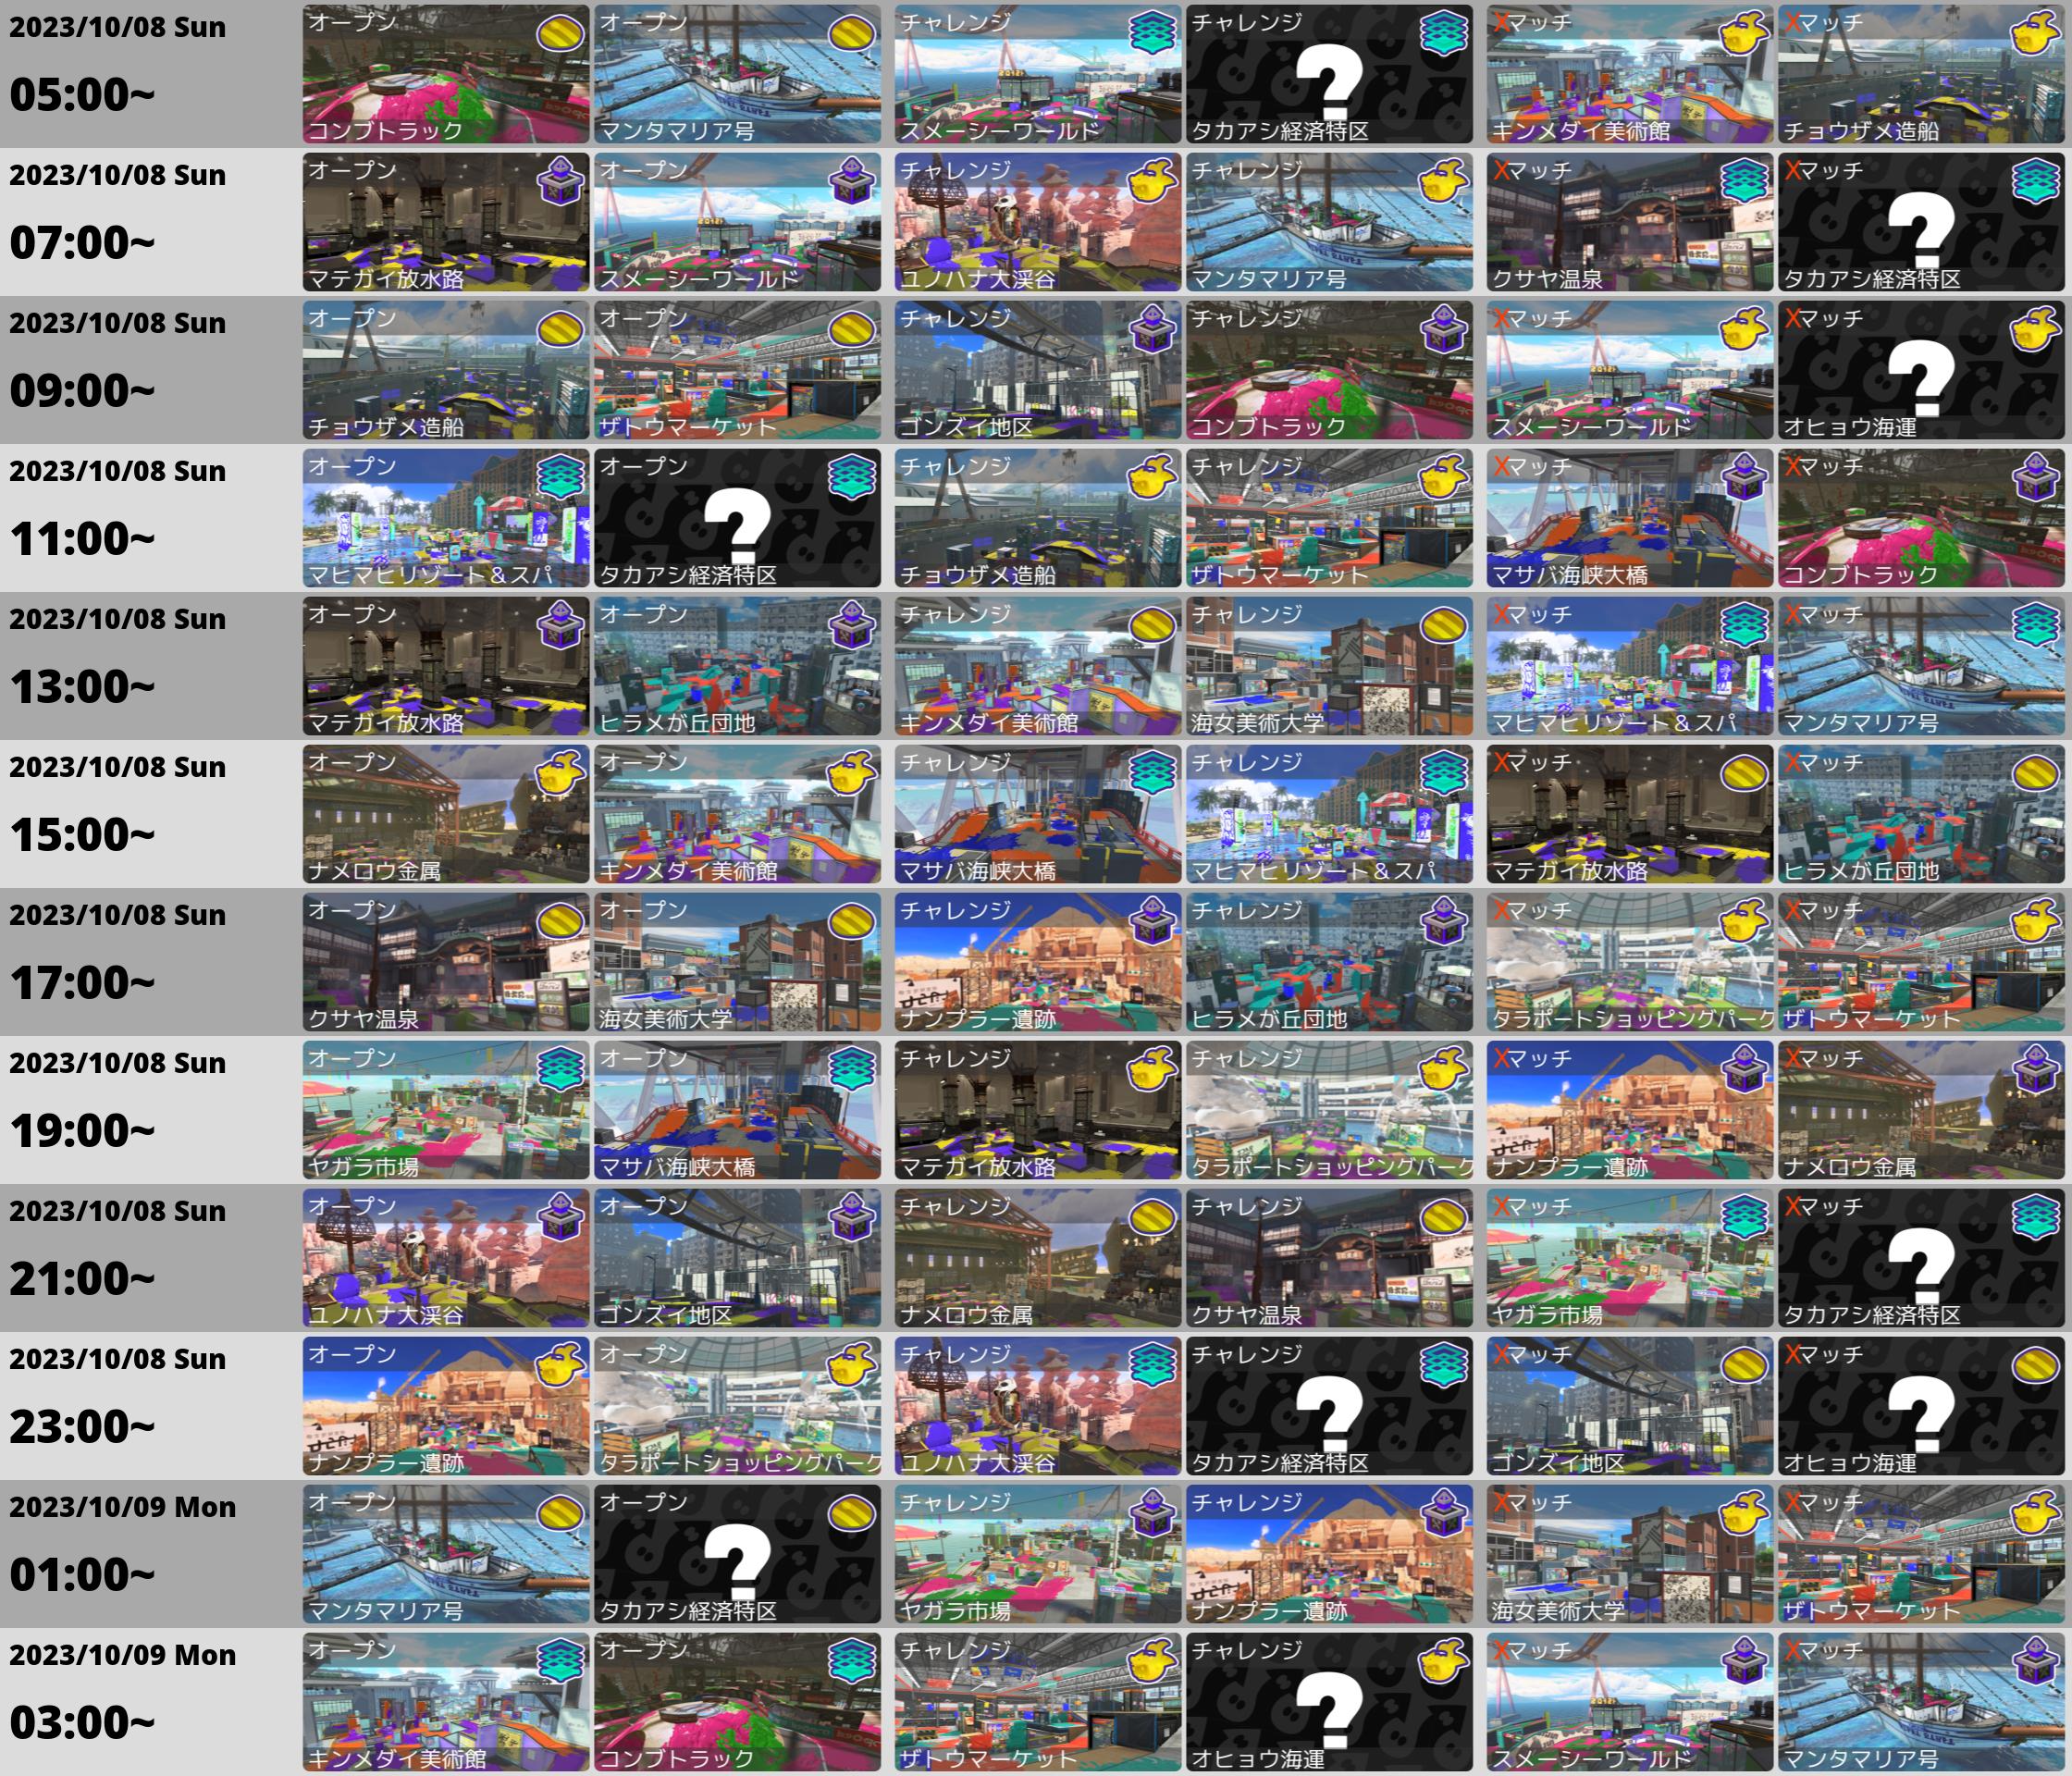 2023/10/08 Sun
05:00~
オープン
コンブトラック
オープン
マンタマリア号
チャレンジ
スメーシーワールド
チャレンジ
タカアシ経済特区
Xマッチ
キンメダイ美術館
Xマッチ
チョウザメ造船
2023/10/08 Sun
07:00~
オープン
マテガイ放水路
オープン
スメーシーワールド
チャレンジ
ユノハナ大渓谷
チャレンジ
マンタマリア号
Xマッチ
クサヤ温泉
Xマッチ
タカアシ経済特区
2023/10/08 Sun
09:00~
オープン
チョウザメ造船
オープン
ザトウマーケット
チャレンジ
ゴンズイ地区
チャレンジ
コンブトラック
Xマッチ
スメーシーワールド
Xマッチ
オヒョウ海運
2023/10/08 Sun
11:00~
オープン
マヒマヒリゾート&スパ
オープン
タカアシ経済特区
チャレンジ
チョウザメ造船
チャレンジ
ザトウマーケット
Xマッチ
マサバ海峡大橋
Xマッチ
コンブトラック
2023/10/08 Sun
13:00~
オープン
マテガイ放水路
オープン
ヒラメが丘団地
チャレンジ
キンメダイ美術館
チャレンジ
海女美術大学
Xマッチ
マヒマヒリゾート&スパ
Xマッチ
マンタマリア号
2023/10/08 Sun
15:00~
オープン
ナメロウ金属
オープン
キンメダイ美術館
チャレンジ
マサバ海峡大橋
チャレンジ
マヒマヒリゾート&スパ
Xマッチ
マテガイ放水路
Xマッチ
ヒラメが丘団地
2023/10/08 Sun
17:00~
オープン
クサヤ温泉
オープン
海女美術大学
チャレンジ
ナンプラー遺跡
チャレンジ
ヒラメが丘団地
Xマッチ
タラポートショッピングパーク
Xマッチ
ザトウマーケット
2023/10/08 Sun
19:00~
オープン
ヤガラ市場
オープン
マサバ海峡大橋
チャレンジ
マテガイ放水路
チャレンジ
タラポートショッピングパーク
Xマッチ
ナンプラー遺跡
Xマッチ
ナメロウ金属
2023/10/08 Sun
21:00~
オープン
ユノハナ大渓谷
オープン
ゴンズイ地区
チャレンジ
ナメロウ金属
チャレンジ
クサヤ温泉
Xマッチ
ヤガラ市場
Xマッチ
タカアシ経済特区
2023/10/08 Sun
23:00~
オープン
ナンプラー遺跡
オープン
タラポートショッピングパーク
チャレンジ
ユノハナ大渓谷
チャレンジ
タカアシ経済特区
Xマッチ
ゴンズイ地区
Xマッチ
オヒョウ海運
2023/10/09 Mon
01:00~
オープン
マンタマリア号
オープン
タカアシ経済特区
チャレンジ
ヤガラ市場
チャレンジ
ナンプラー遺跡
Xマッチ
海女美術大学
Xマッチ
ザトウマーケット
2023/10/09 Mon
03:00~
オープン
キンメダイ美術館
オープン
コンブトラック
チャレンジ
ザトウマーケット
チャレンジ
オヒョウ海運
Xマッチ
スメーシーワールド
Xマッチ
マンタマリア号